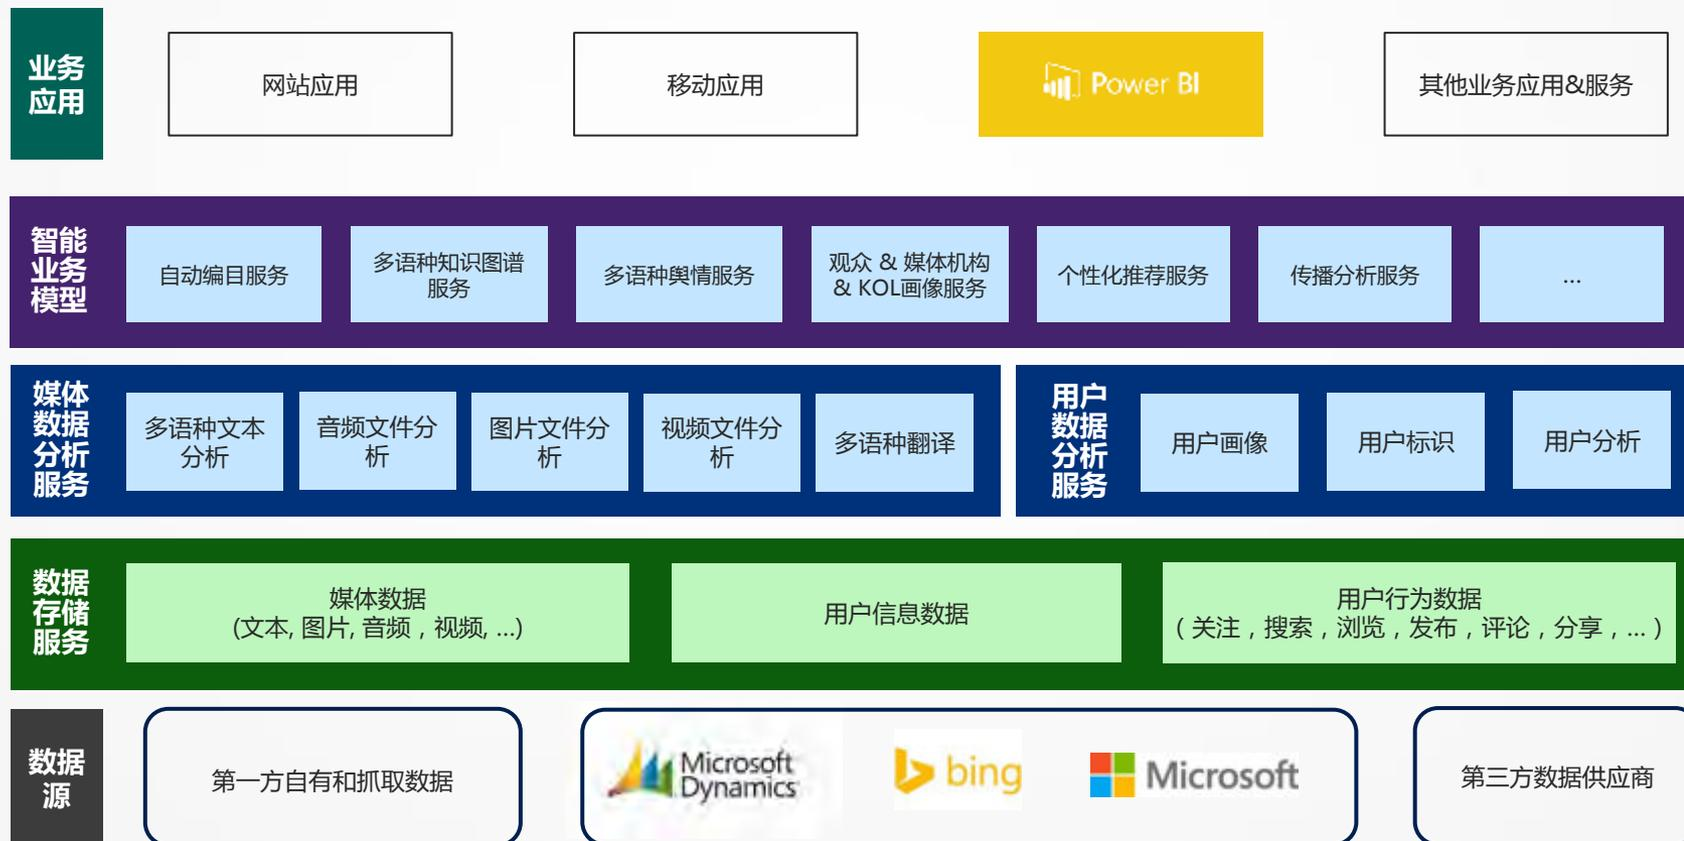 业务
应用
网站应用
移动应用
Power BI
其他业务应用&服务
智能
业务
模型
自动编目服务
多语种知识图谱
服务
多语种舆情服务
观众 & 媒体机构
& KOL画像服务
个性化推荐服务
传播分析服务
...
媒体
数据
分析
服务
多语种文本
分析
音频文件分
析
图片文件分
析
视频文件分
析
多语种翻译
用户
数据
分析
服务
用户画像
用户标识
用户分析
数据
存储
服务
媒体数据
(文本, 图片, 音频，视频, ...)
用户信息数据
用户行为数据
（关注，搜索，浏览，发布，评论，分享，... ）
数据
源
第一方自有和抓取数据
Microsoft
Dynamics
bing
Microsoft
第三方数据供应商